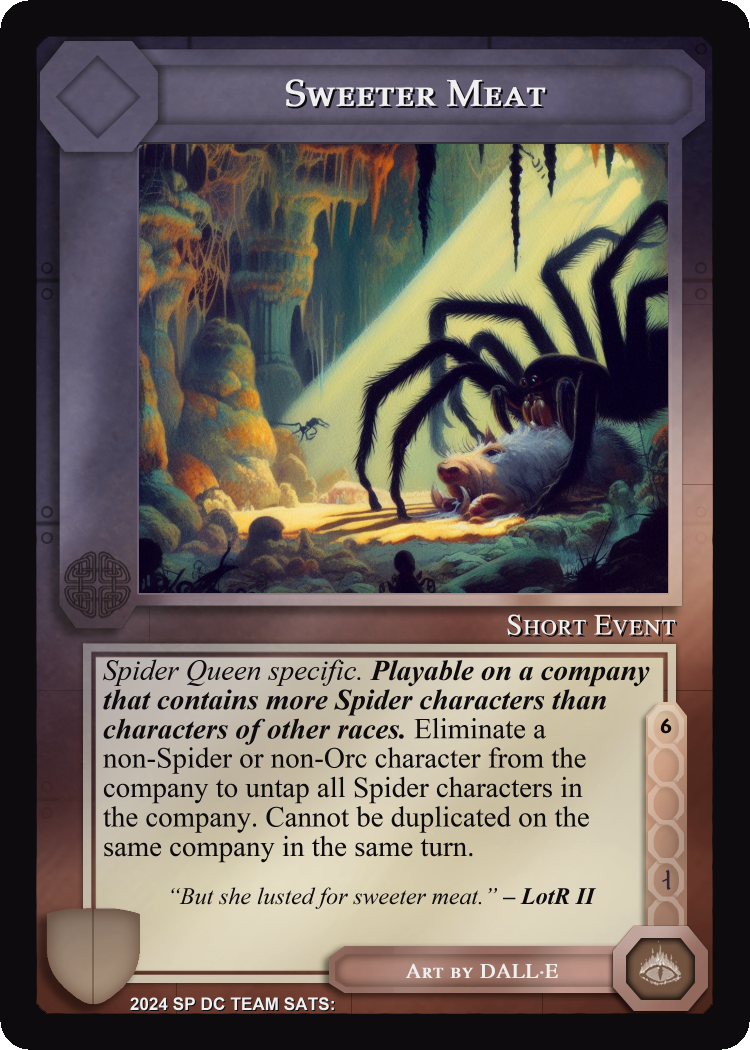 Sweeter Meat
Short Event
Spider Queen specific. Playable on a company
that contains more Spider characters than
characters of other races. Eliminate a
non-Spider or non-Orc character from the
company to untap all Spider characters in
the company. Cannot be duplicated on the
same company in the same turn.
6
“But she lusted for sweeter meat.” – LotR II
Art by DALL·E
2024 SP DC TEAM SATS: